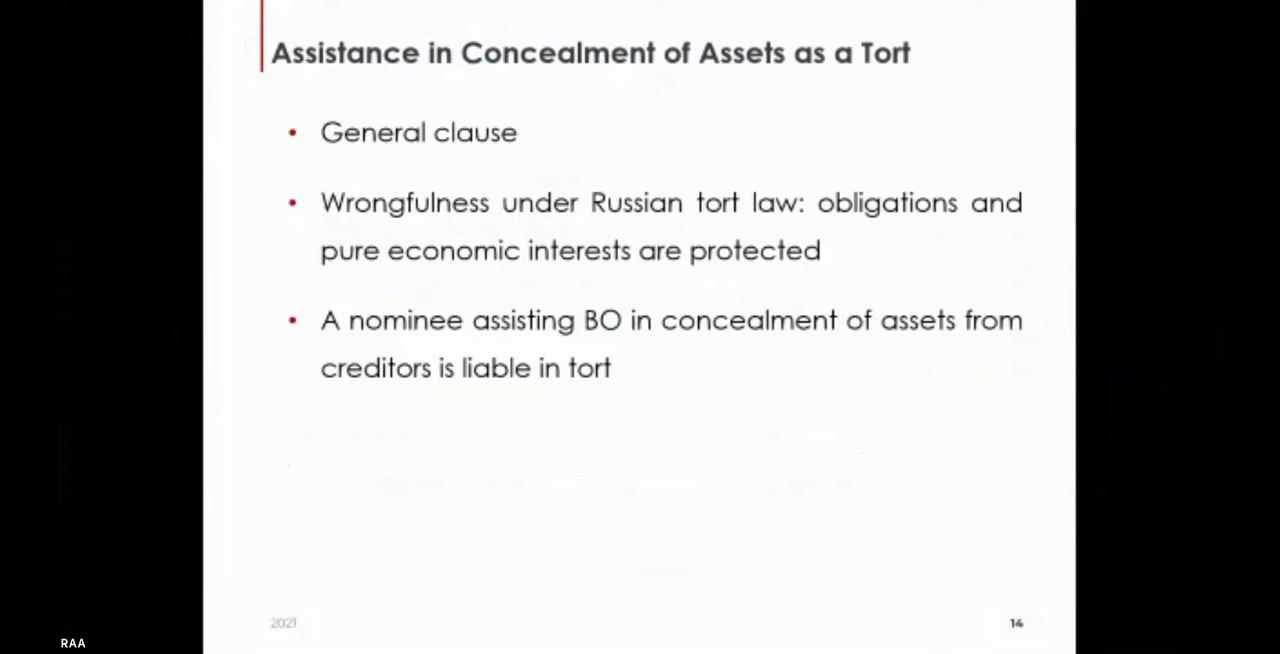 Assistance in Concealment of Assets as a Tort
• General clause
• Wrongfulness under Russian tort law: obligations and
pure economic interests are protected
• A nominee assisting BO in concealment of assets from
creditors is liable in tort
2021
14
RAA